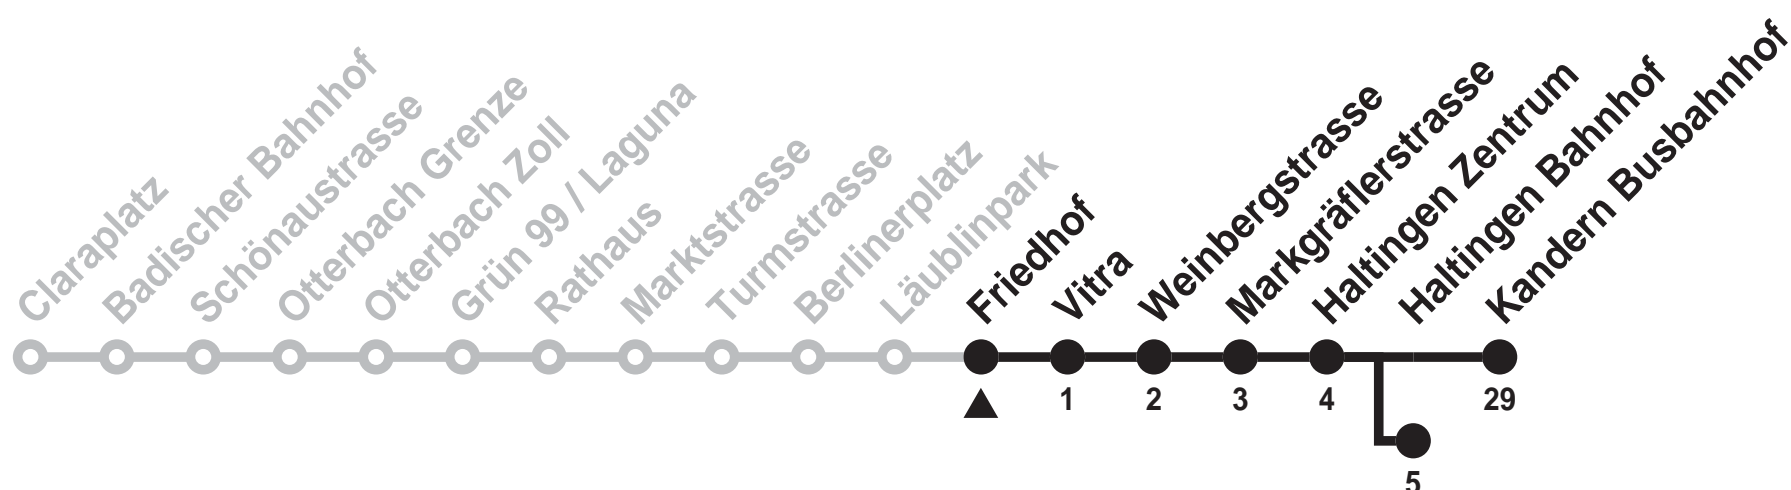 Claraplatz
Badischer Bahnhof
Schönaustrasse
Otterbach Grenze
Otterbach Zoll
Grün 99 / Laguna
Rathaus
Marktstrasse
Turmstrasse
Berlinerplatz
Läublinpark
Friedhof
Vitra
Weinbergstrasse
Markgräflerstrasse
Haltingen Zentrum
Haltingen Bahnhof
Kandern Busbahnhof
1 2 3 4 29
5